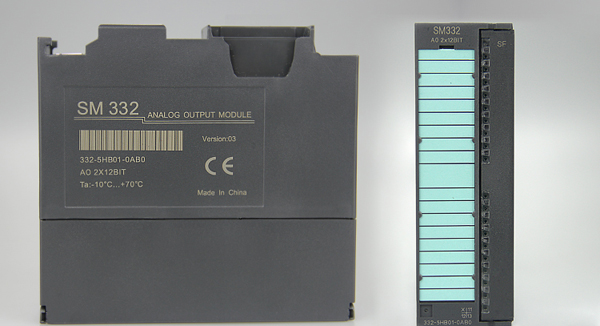 SM 332 ANALOG OUTPUT MODULE
Version:03
332-5HB01-0AB0
AO 2X12BIT
CE
Ta:-10°C...+70°C
Made In China
SM332
AO 2x12BIT
SF
332-5HB01-0AB0